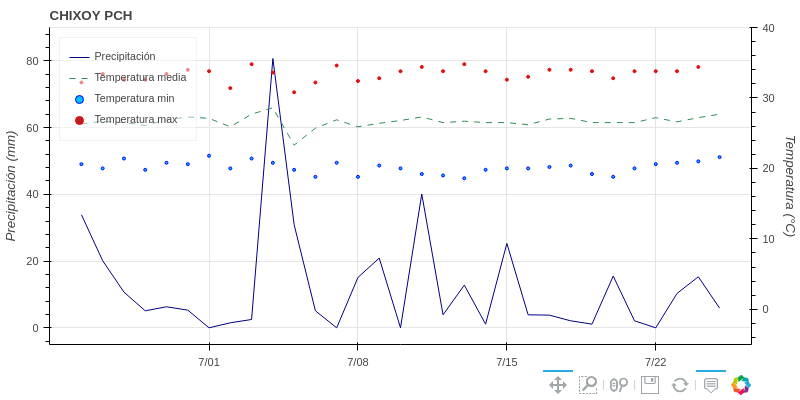 CHIXOY PCH
Precipitación
Temperatura media
Temperatura min
Temperatura max
Precipitación (mm)
80
60
40
20
0
Temperatura (°C)
40
30
20
10
0
7/01
7/08
7/15
7/22